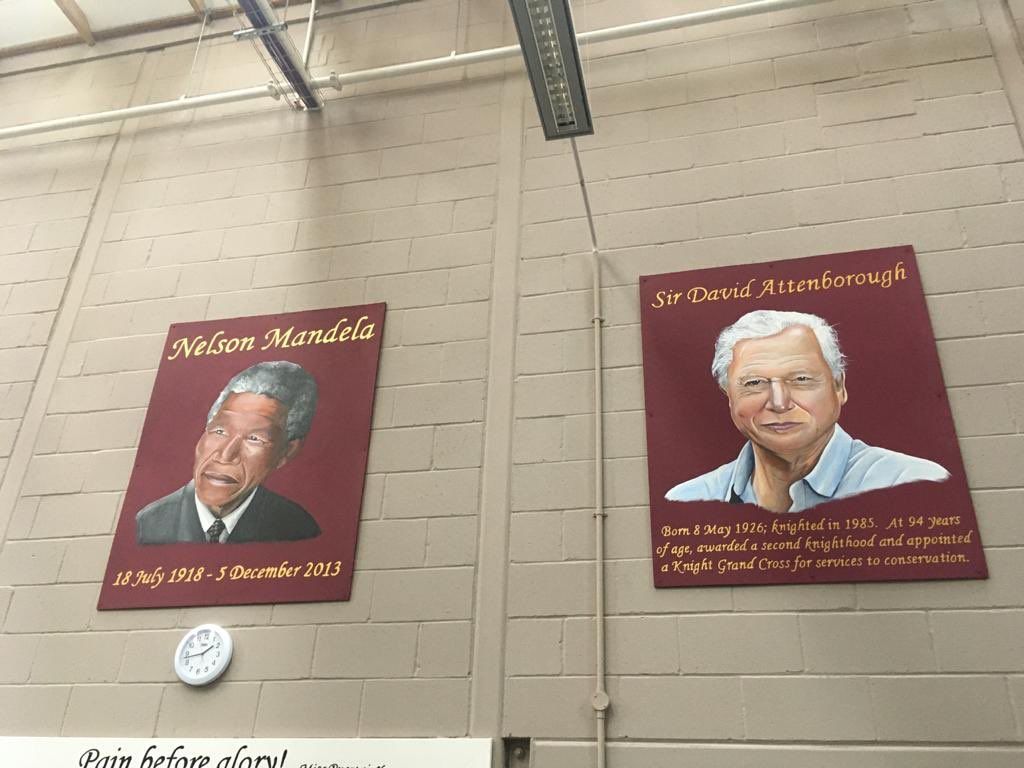 Nelson Mandela
18 July 1918 - 5 December 2013
Sir David Attenborough
Born 8 May 1926; knighted in 1985. At 94 years
of age, awarded a second knighthood and appointed
a Knight Grand Cross for services to conservation.
Pain before glory!